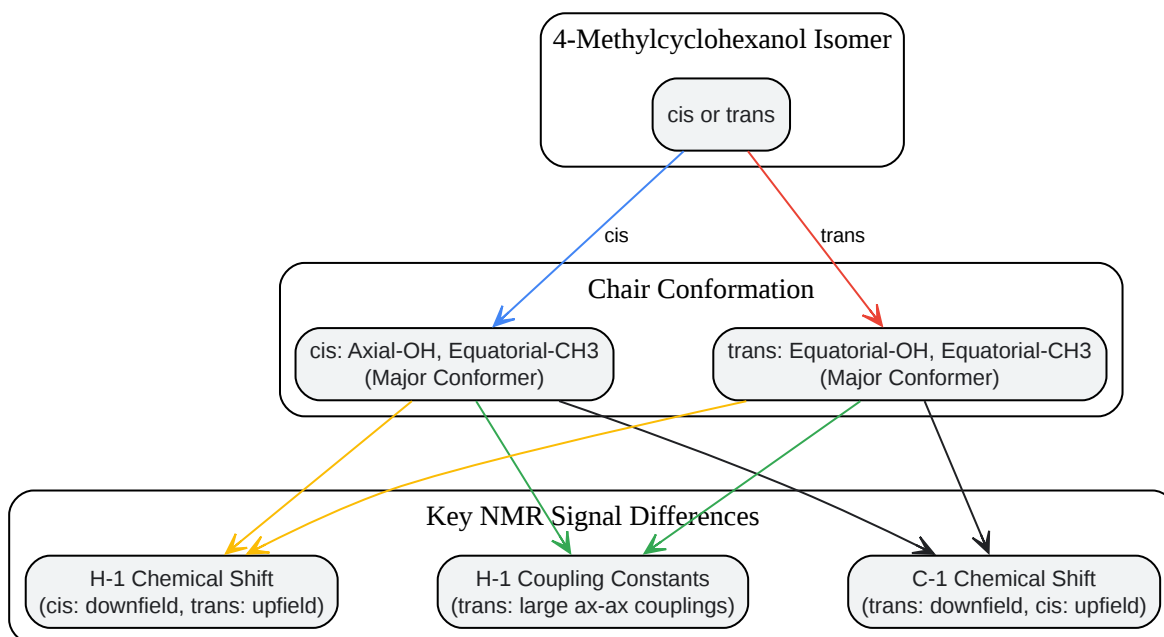 4-Methylcyclohexanol Isomer
cis or trans
cis
trans
Chair Conformation
cis: Axial-OH, Equatorial-CH3
(Major Conformer)
trans: Equatorial-OH, Equatorial-CH3
(Major Conformer)
Key NMR Signal Differences
H-1 Chemical Shift
(cis: downfield, trans: upfield)
H-1 Coupling Constants
(trans: large ax-ax couplings)
C-1 Chemical Shift
(trans: downfield, cis: upfield)